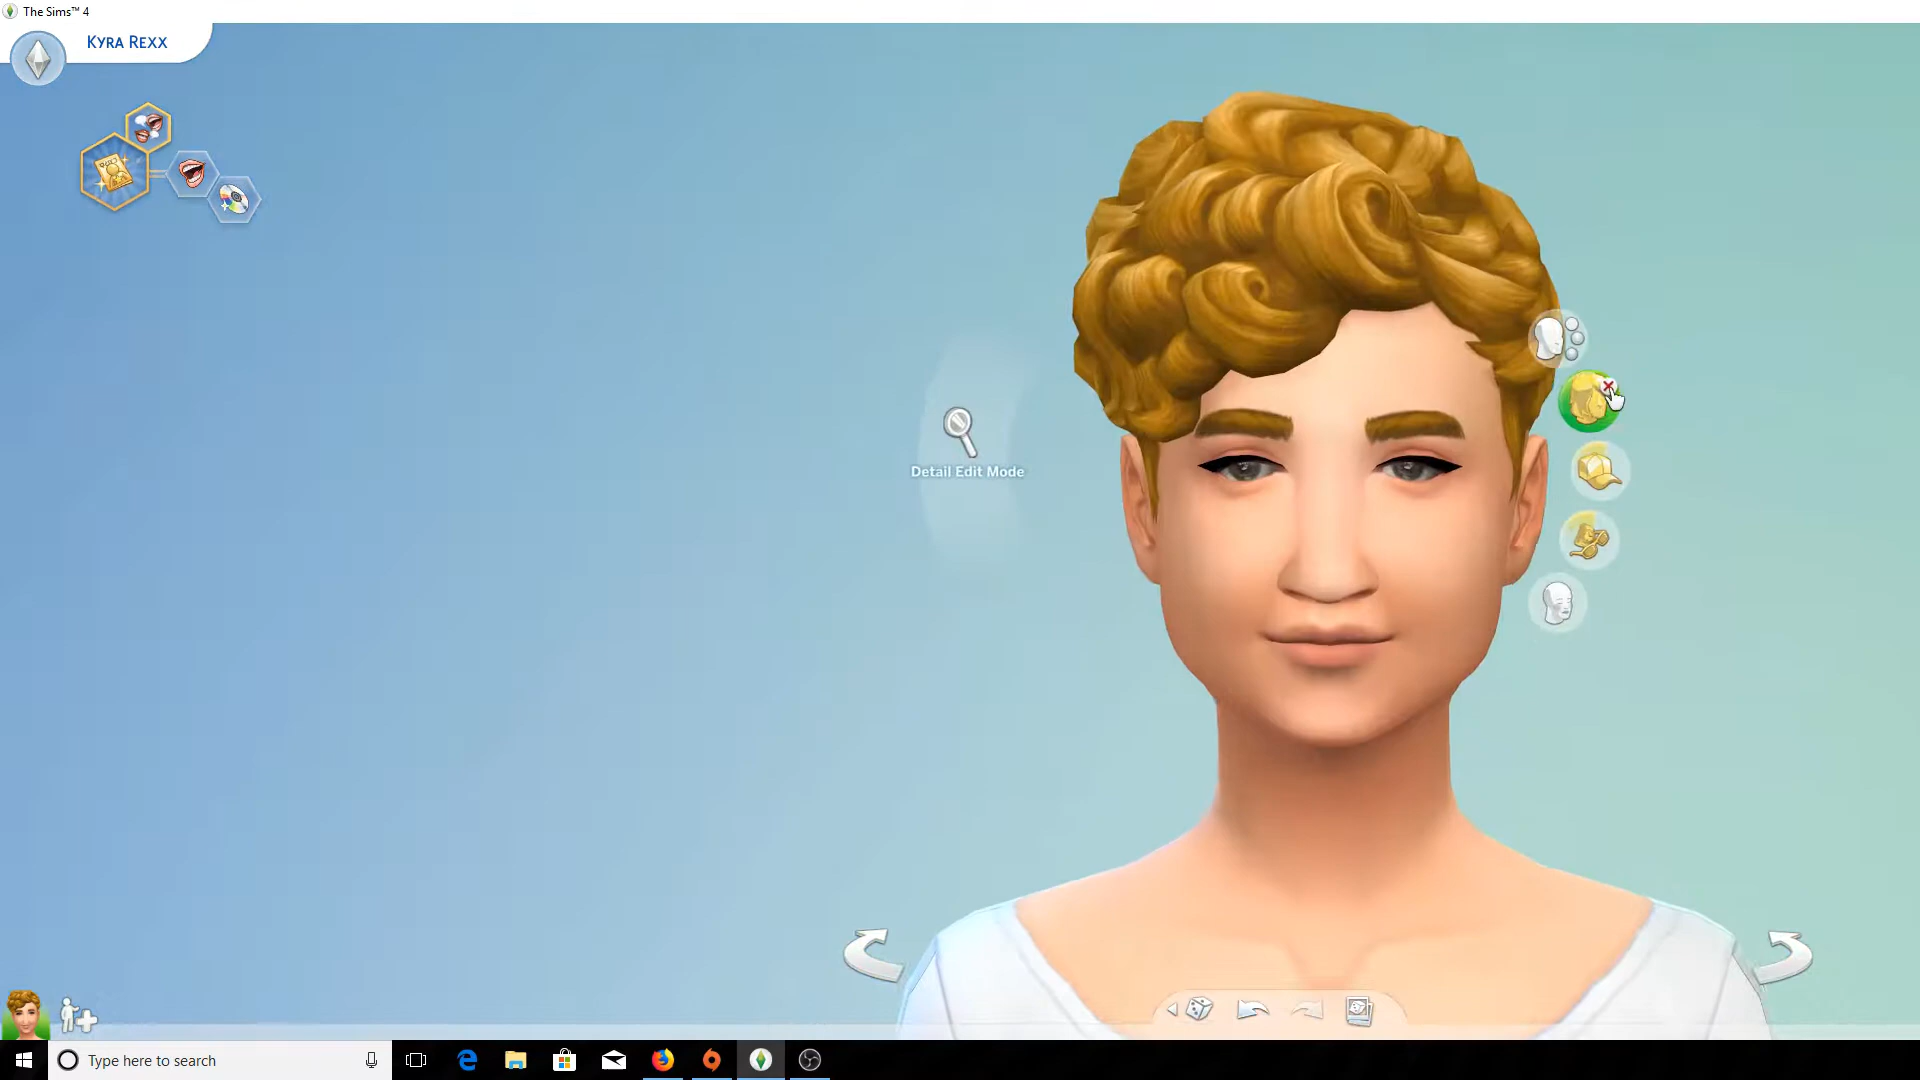 The Sims™ 4
Kyra Rexx
Detail Edit Mode
Type here to search